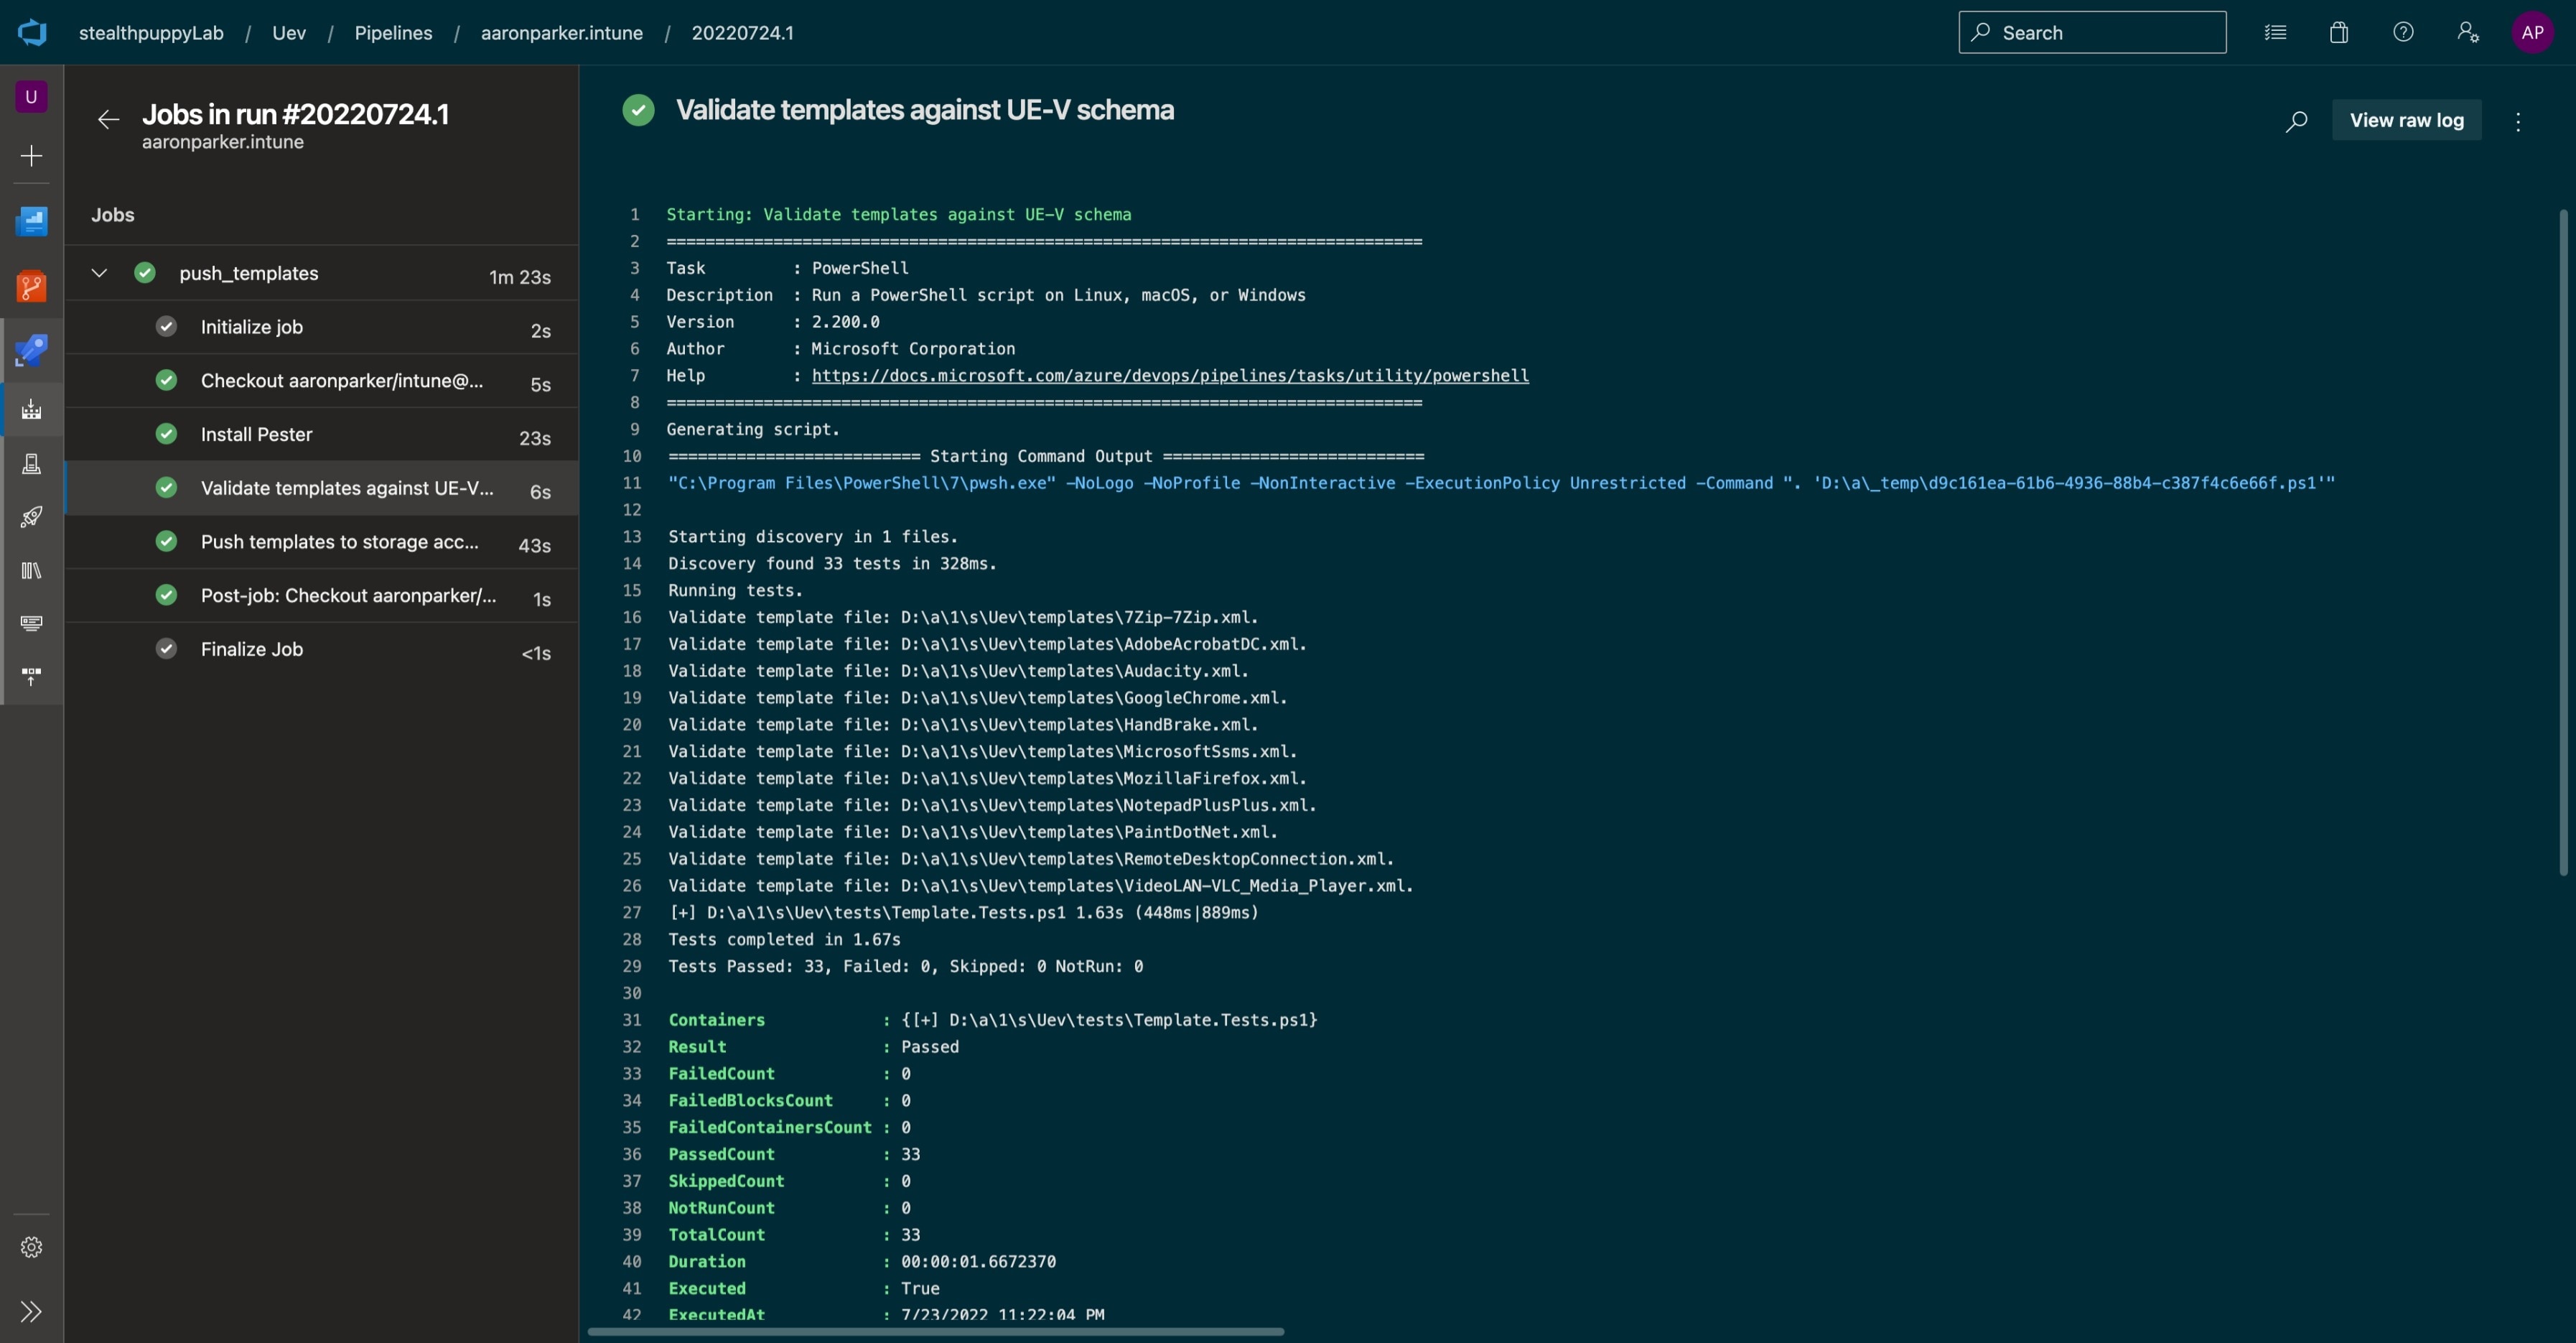 stealthpuppyLab / Uev / Pipelines / aaronparker.intune / 20220724.1
Search
AP
U
Jobs in run #20220724.1
aaronparker.intune
Jobs
push_templates 1m 23s
Initialize job 2s
Checkout aaronparker/intune@... 5s
Install Pester 23s
Validate templates against UE-V... 6s
Push templates to storage acc... 43s
Post-job: Checkout aaronparker/... 1s
Finalize Job <1s
Validate templates against UE-V schema
View raw log
1 Starting: Validate templates against UE-V schema
2 ==============================================================================
3 Task         : PowerShell
4 Description  : Run a PowerShell script on Linux, macOS, or Windows
5 Version      : 2.200.0
6 Author       : Microsoft Corporation
7 Help         : https://docs.microsoft.com/azure/devops/pipelines/tasks/utility/powershell
8 ==============================================================================
9 Generating script.
10 ========================== Starting Command Output ===========================
11 "C:\Program Files\PowerShell\7\pwsh.exe" -NoLogo -NoProfile -NonInteractive -ExecutionPolicy Unrestricted -Command ". 'D:\a\_temp\d9c161ea-61b6-4936-88b4-c387f4c6e66f.ps1'"
12
13 Starting discovery in 1 files.
14 Discovery found 33 tests in 328ms.
15 Running tests.
16 Validate template file: D:\a\1\s\Uev\templates\7Zip-7Zip.xml.
17 Validate template file: D:\a\1\s\Uev\templates\AdobeAcrobatDC.xml.
18 Validate template file: D:\a\1\s\Uev\templates\Audacity.xml.
19 Validate template file: D:\a\1\s\Uev\templates\GoogleChrome.xml.
20 Validate template file: D:\a\1\s\Uev\templates\HandBrake.xml.
21 Validate template file: D:\a\1\s\Uev\templates\MicrosoftSsms.xml.
22 Validate template file: D:\a\1\s\Uev\templates\MozillaFirefox.xml.
23 Validate template file: D:\a\1\s\Uev\templates\NotepadPlusPlus.xml.
24 Validate template file: D:\a\1\s\Uev\templates\PaintDotNet.xml.
25 Validate template file: D:\a\1\s\Uev\templates\RemoteDesktopConnection.xml.
26 Validate template file: D:\a\1\s\Uev\templates\VideoLAN-VLC_Media_Player.xml.
27 [+] D:\a\1\s\Uev\tests\Template.Tests.ps1 1.63s (448ms|889ms)
28 Tests completed in 1.67s
29 Tests Passed: 33, Failed: 0, Skipped: 0 NotRun: 0
30
31 Containers            : {[+] D:\a\1\s\Uev\tests\Template.Tests.ps1}
32 Result                : Passed
33 FailedCount           : 0
34 FailedBlocksCount     : 0
35 FailedContainersCount : 0
36 PassedCount           : 33
37 SkippedCount          : 0
38 NotRunCount           : 0
39 TotalCount            : 33
40 Duration              : 00:00:01.6672370
41 Executed              : True
42 ExecutedAt            : 7/23/2022 11:22:04 PM